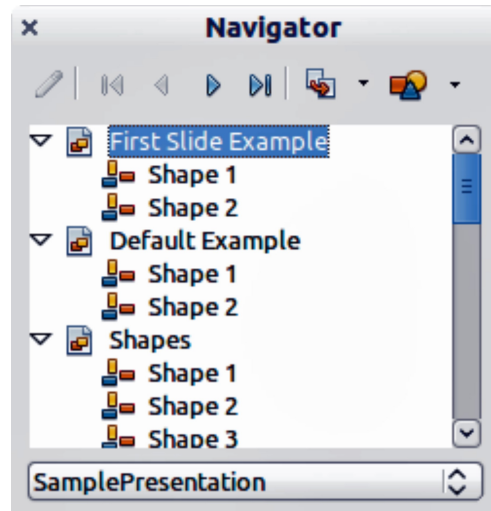 Navigator
First Slide Example
Shape 1
Shape 2
Default Example
Shape 1
Shape 2
Shapes
Shape 1
Shape 2
Shape 3
SamplePresentation